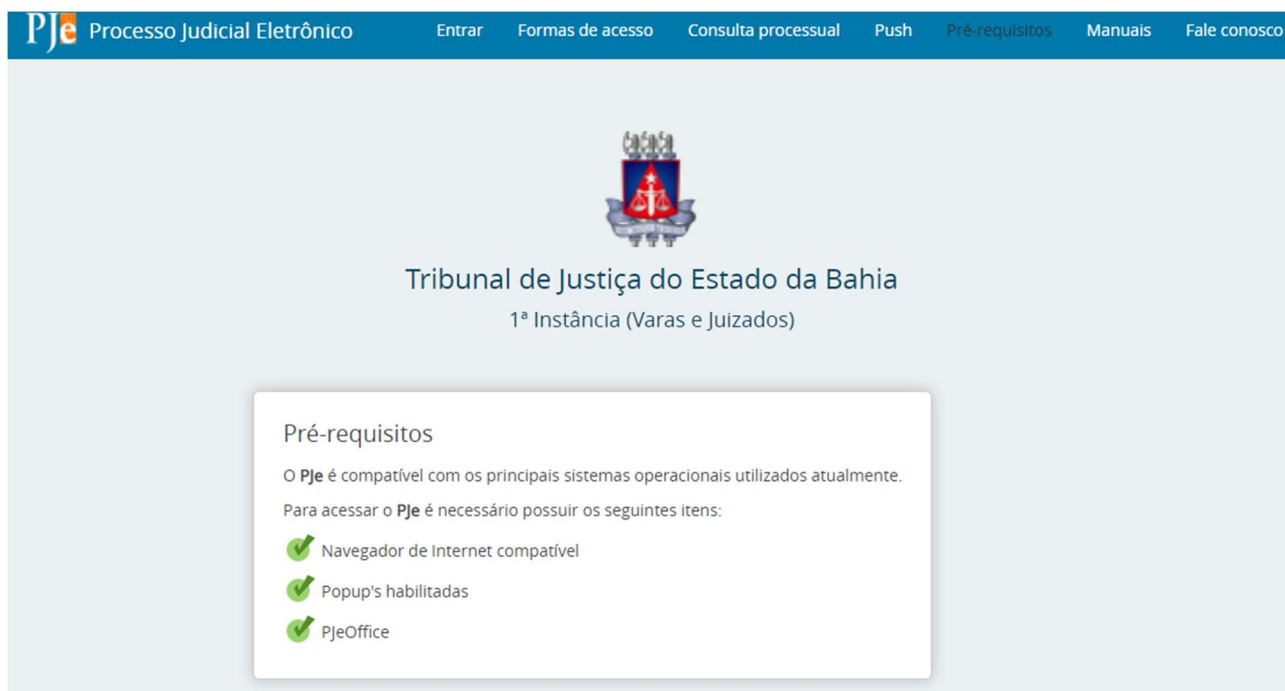 PJe Processo Judicial Eletrônico Entrar Formas de acesso Consulta processual Push Pré-requisitos Manuais Fale conosco
Tribunal de Justiça do Estado da Bahia
1ª Instância (Varas e Juizados)
Pré-requisitos
O PJe é compatível com os principais sistemas operacionais utilizados atualmente.
Para acessar o PJe é necessário possuir os seguintes itens:
Navegador de Internet compatível
Popup's habilitadas
PJeOffice